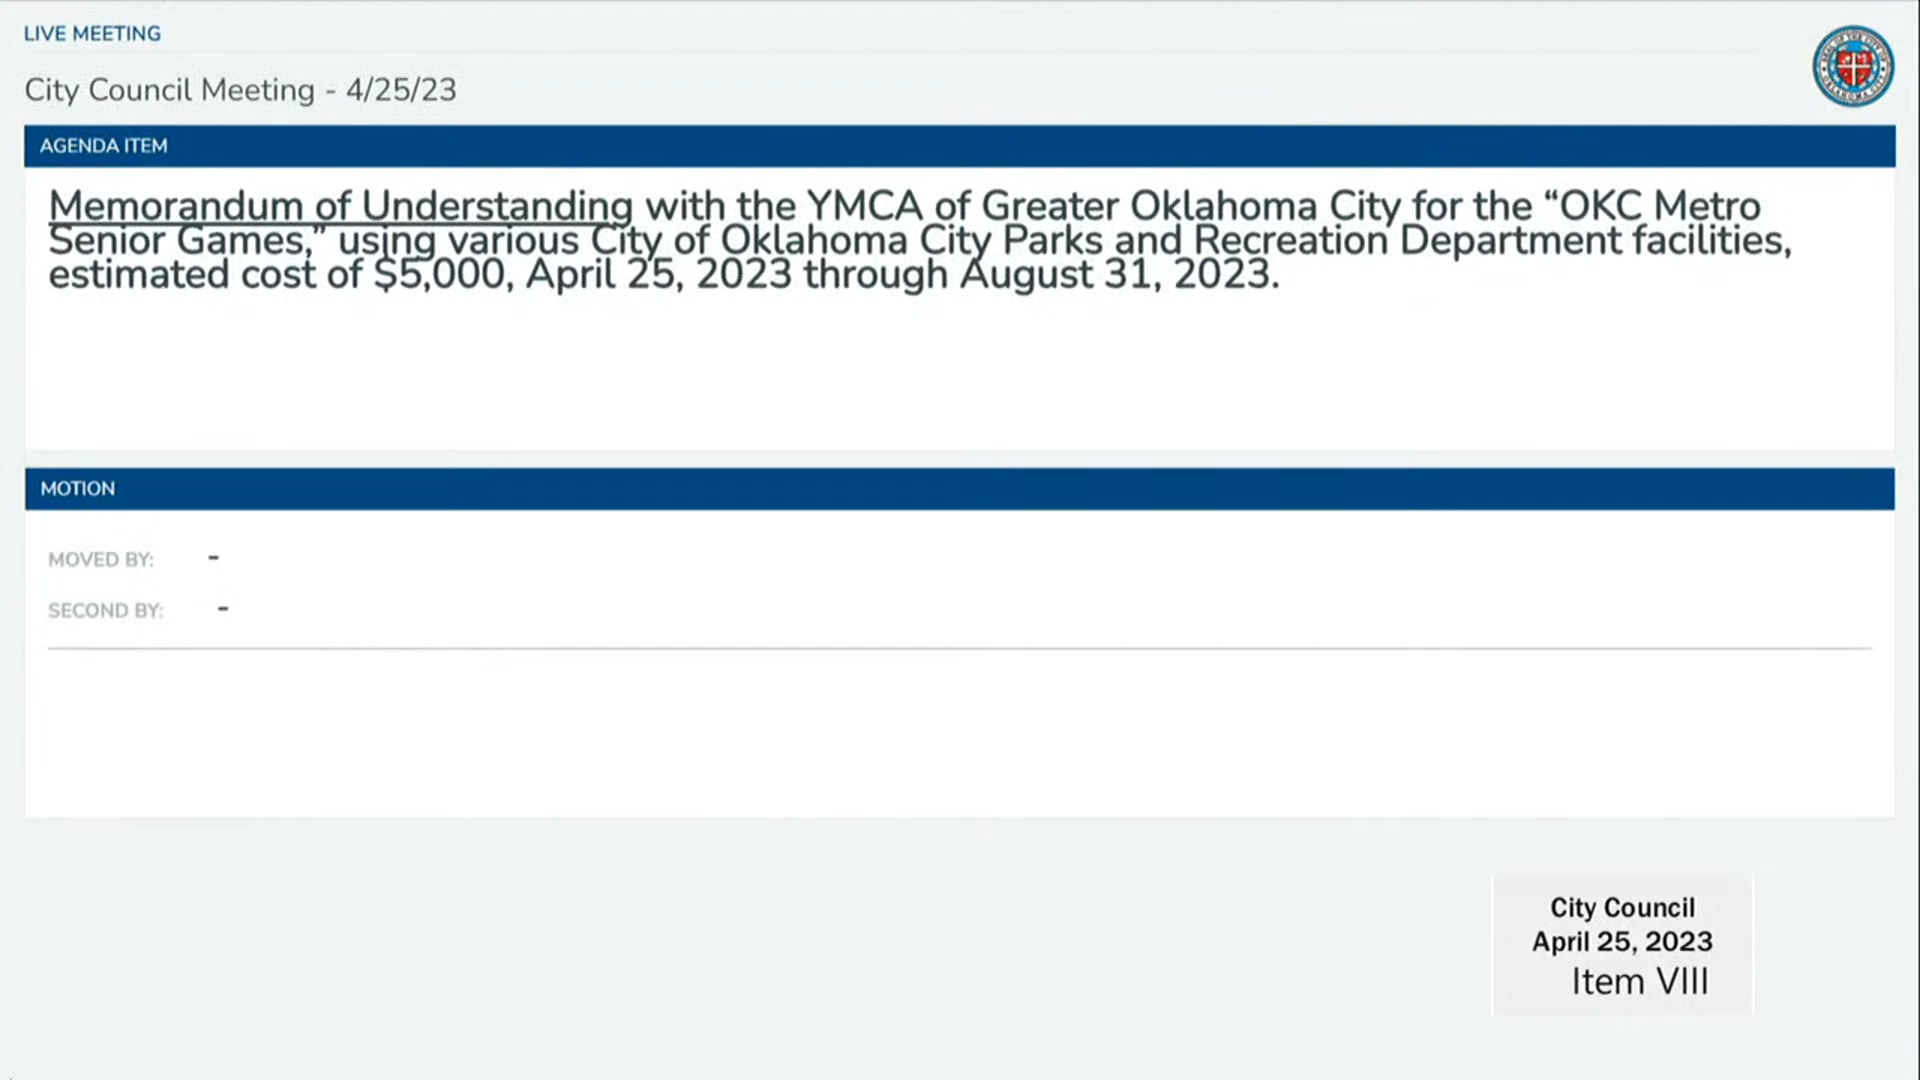 LIVE MEETING
City Council Meeting - 4/25/23
AGENDA ITEM
Memorandum of Understanding with the YMCA of Greater Oklahoma City for the “OKC Metro
Senior Games,” using various City of Oklahoma City Parks and Recreation Department facilities,
estimated cost of $5,000, April 25, 2023 through August 31, 2023.
MOTION
MOVED BY: -
SECOND BY: -
City Council
April 25, 2023
Item VIII